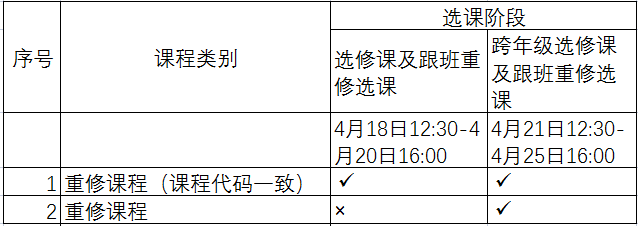 选课阶段
序号
课程类别
选修课及跟班重
修选课
跨年级选修课
及跟班重修选
课
4月18日12:30-4
月20日16:00
4月21日12:30-
4月25日16:00
1 重修课程（课程代码一致） ✓ ✓
2 重修课程 × ✓